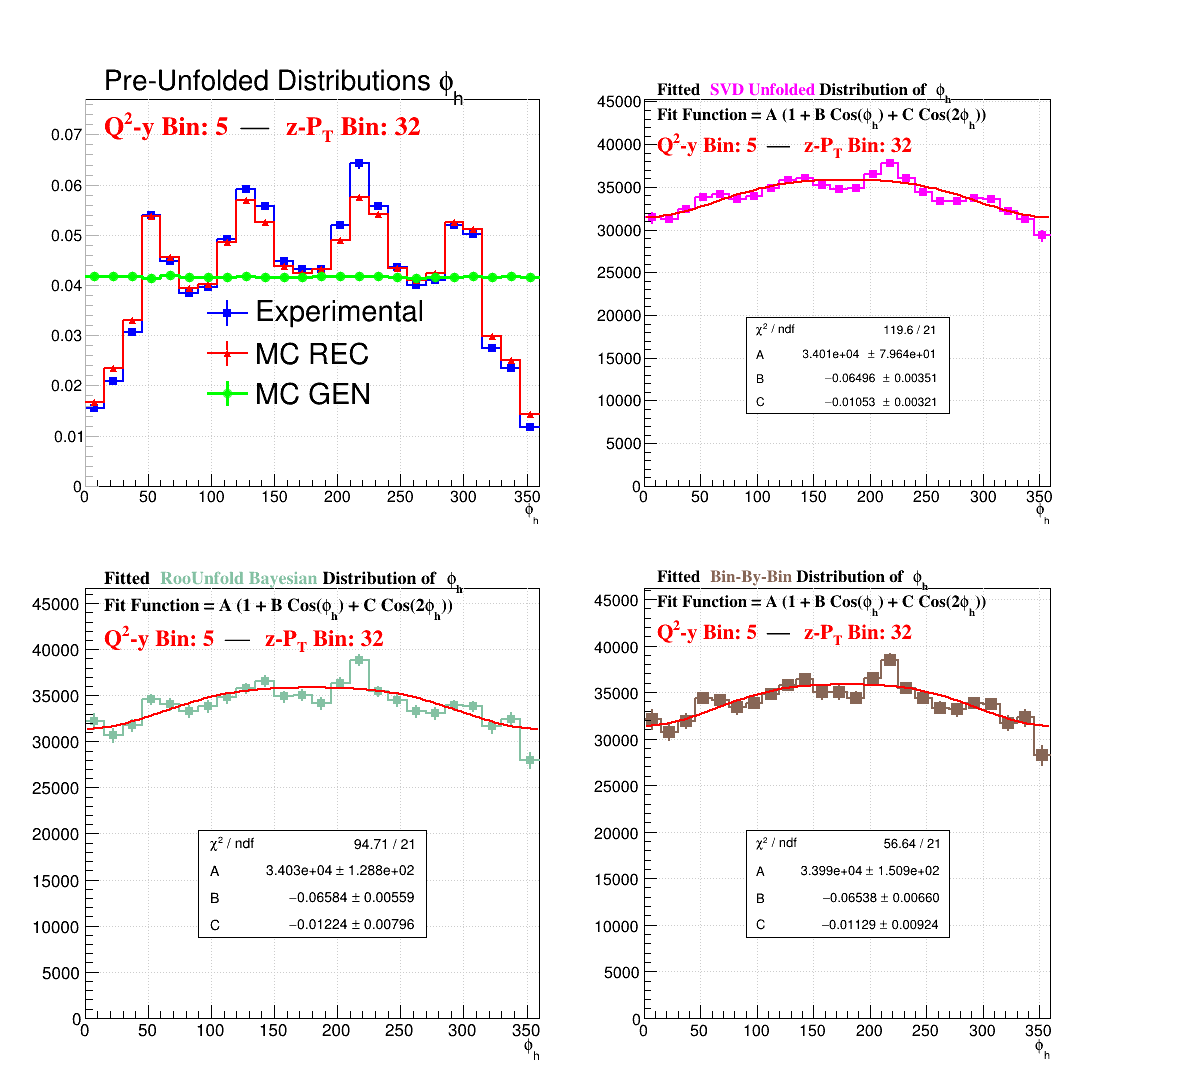 Pre-Unfolded Distributions ϕh
Q²-y Bin: 5 — z-PT Bin: 32
0.07
0.06
0.05
0.04
0.03
0.02
0.01
0
Experimental
MC REC
MC GEN
0 50 100 150 200 250 300 350
ϕh
Fitted SVD Unfolded Distribution of ϕh
Fit Function = A (1 + B Cos(ϕh) + C Cos(2ϕh))
Q²-y Bin: 5 — z-PT Bin: 32
45000
40000
35000
30000
25000
20000
15000
10000
5000
0
χ² / ndf 119.6 / 21
A 3.401e+04 ± 7.964e+01
B −0.06496 ± 0.00351
C −0.01053 ± 0.00321
0 50 100 150 200 250 300 350
ϕh
Fitted RooUnfold Bayesian Distribution of ϕh
Fit Function = A (1 + B Cos(ϕh) + C Cos(2ϕh))
Q²-y Bin: 5 — z-PT Bin: 32
45000
40000
35000
30000
25000
20000
15000
10000
5000
0
χ² / ndf 94.71 / 21
A 3.403e+04 ± 1.288e+02
B −0.06584 ± 0.00559
C −0.01224 ± 0.00796
0 50 100 150 200 250 300 350
ϕh
Fitted Bin-By-Bin Distribution of ϕh
Fit Function = A (1 + B Cos(ϕh) + C Cos(2ϕh))
Q²-y Bin: 5 — z-PT Bin: 32
45000
40000
35000
30000
25000
20000
15000
10000
5000
0
χ² / ndf 56.64 / 21
A 3.399e+04 ± 1.509e+02
B −0.06538 ± 0.00660
C −0.01129 ± 0.00924
0 50 100 150 200 250 300 350
ϕh